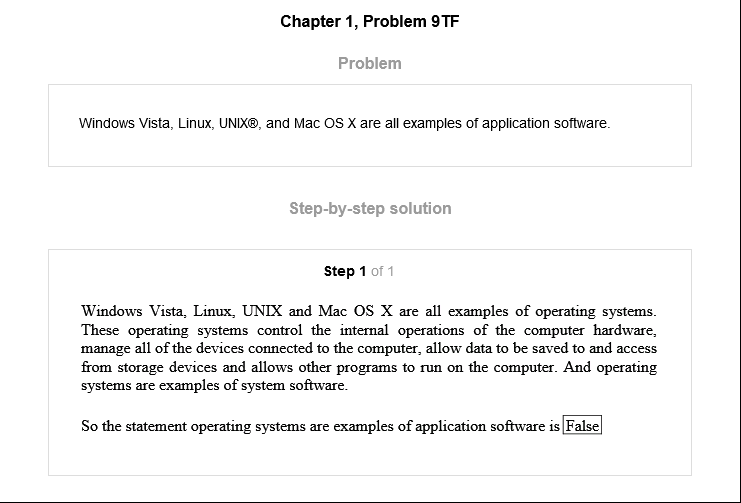 Chapter 1, Problem 9TF
Problem
Windows Vista, Linux, UNIX®, and Mac OS X are all examples of application software.
Step-by-step solution
Step 1 of 1
Windows Vista, Linux, UNIX and Mac OS X are all examples of operating systems.
These operating systems control the internal operations of the computer hardware,
manage all of the devices connected to the computer, allow data to be saved to and access
from storage devices and allows other programs to run on the computer. And operating
systems are examples of system software.
So the statement operating systems are examples of application software is False